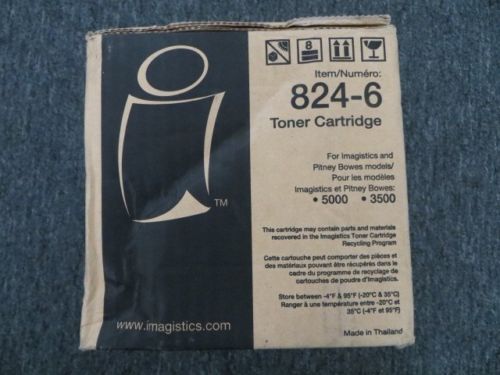 8
Item/Numéro:
824-6
Toner Cartridge
For Imagistics and
Pitney Bowes models/
Pour les modèles
Imagistics et Pitney Bowes:
• 5000 • 3500
TM
This cartridge may contain parts and materials
recovered in the Imagistics Toner Cartridge
Recycling Program
Cette cartouche peut comporter des pièces et
des matériaux pouvant être récupérés dans le
cadre du programme de recyclage de
cartouches de poudre d'Imagistics
Store between -4°F & 95°F (-20°C & 35°C)
Ranger à une température entre -20°C et
35°C (-4°F et 95°F)
www.imagistics.com
Made in Thailand